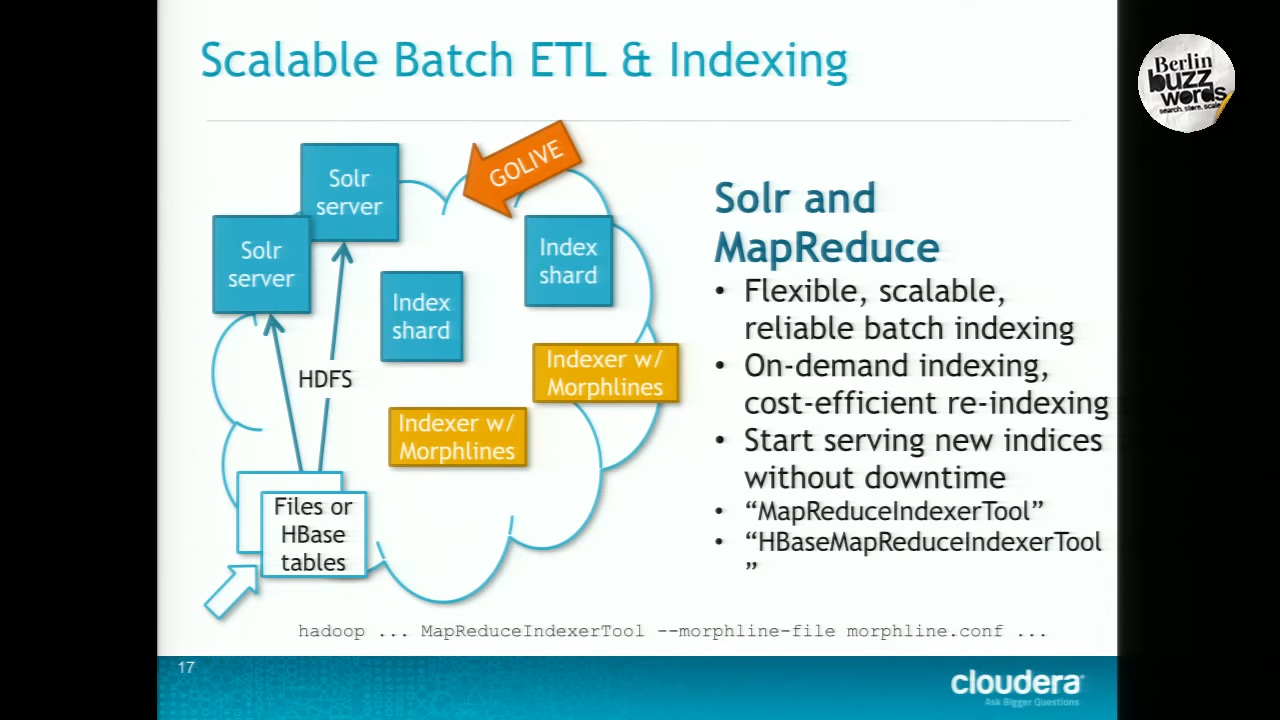 Scalable Batch ETL & Indexing
Berlin
buzz
words
search. store. scale.
GOLIVE
Solr
server
Solr
server
Index
shard
Index
shard
HDFS
Indexer w/
Morphlines
Indexer w/
Morphlines
Files or
HBase
tables
Solr and
MapReduce
• Flexible, scalable,
reliable batch indexing
• On-demand indexing,
cost-efficient re-indexing
• Start serving new indices
without downtime
• “MapReduceIndexerTool”
• “HBaseMapReduceIndexerTool
”
hadoop ... MapReduceIndexerTool --morphline-file morphline.conf ...
17
cloudera
Ask Bigger Questions